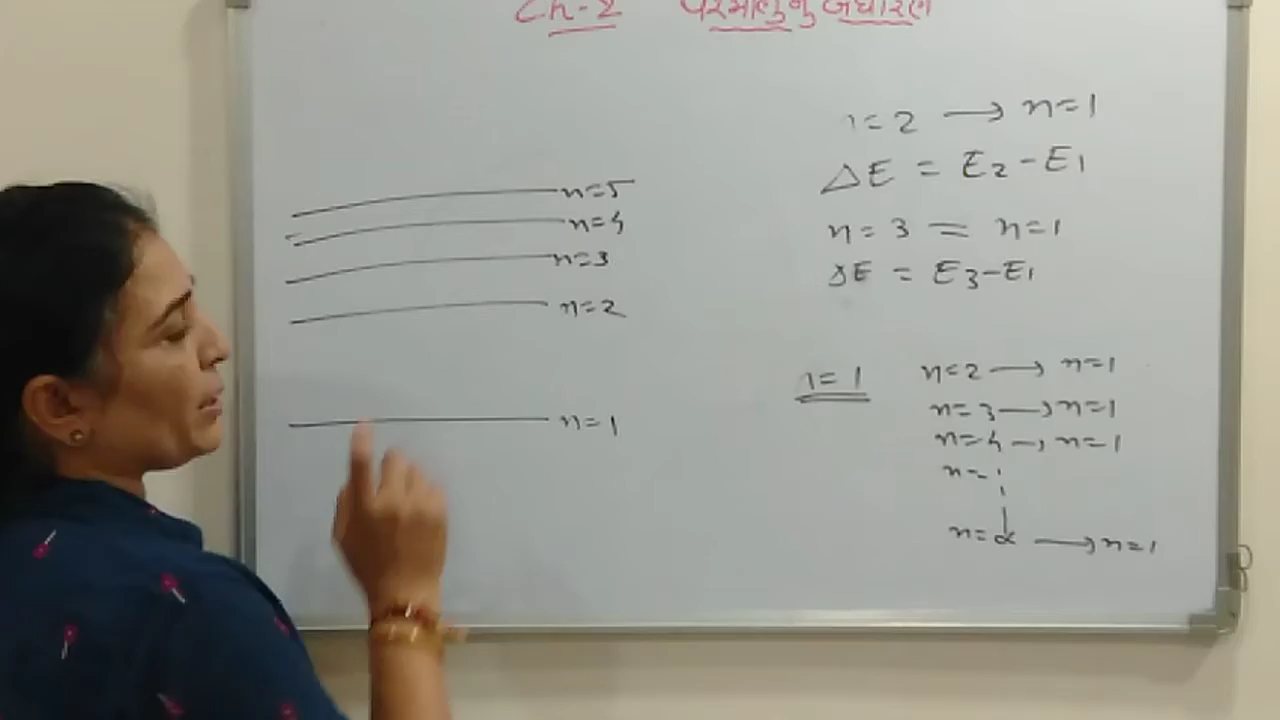 Ch-2 પરમાણુનુ બંધારણ
n=5
n=4
n=3
n=2
n=1
n=2 → n=1
ΔE = E2-E1
n=3 = n=1
ΔE = E3-E1
n=1
n=2 → n=1
n=3 → n=1
n=4 → n=1
n=
n=α → n=1